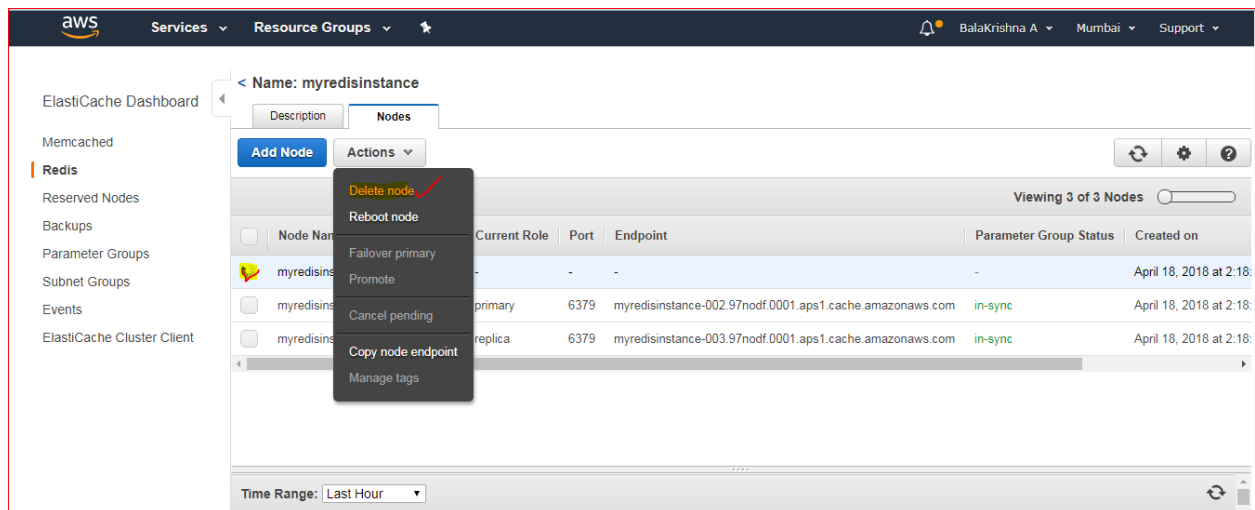 aws Services Resource Groups BalaKrishna A Mumbai Support
< Name: myredisinstance
ElastiCache Dashboard
Description Nodes
Memcached
Add Node Actions
Redis
Delete node
Reserved Nodes
Viewing 3 of 3 Nodes
Reboot node
Backups
Node Nan Current Role Port Endpoint Parameter Group Status Created on
Parameter Groups
Failover primary
myredisins - - - - April 18, 2018 at 2:18:
Promote
Subnet Groups
Events
myredisins primary 6379 myredisinstance-002.97nodf.0001.aps1.cache.amazonaws.com in-sync April 18, 2018 at 2:18:
Cancel pending
ElastiCache Cluster Client
myredisins replica 6379 myredisinstance-003.97nodf.0001.aps1.cache.amazonaws.com in-sync April 18, 2018 at 2:18:
Copy node endpoint
Manage tags
Time Range: Last Hour